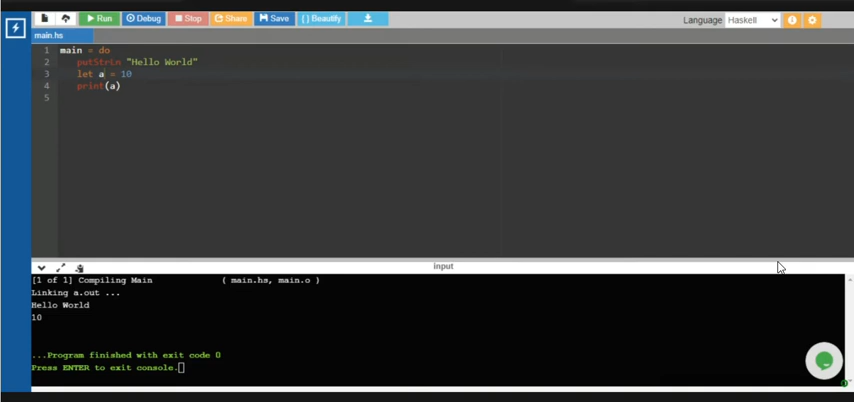 Run Debug Stop Share Save { } Beautify Language Haskell
main.hs
1 main = do
2 putStrLn "Hello World"
3 let a = 10
4 print(a)
5
input
[1 of 1] Compiling Main ( main.hs, main.o )
Linking a.out ...
Hello World
10
...Program finished with exit code 0
Press ENTER to exit console.